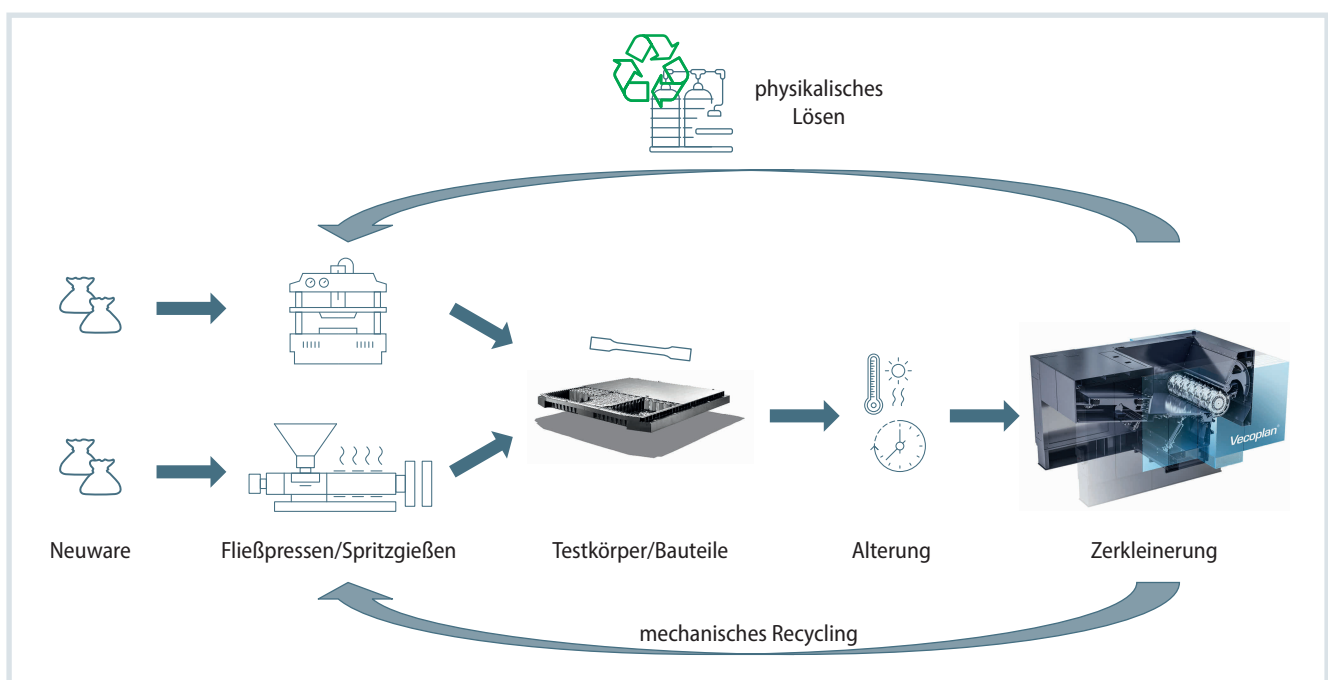 physikalisches
Lösen
Vecoplan
Neuware
Fließpressen/Spritzgießen
Testkörper/Bauteile
Alterung
Zerkleinerung
mechanisches Recycling